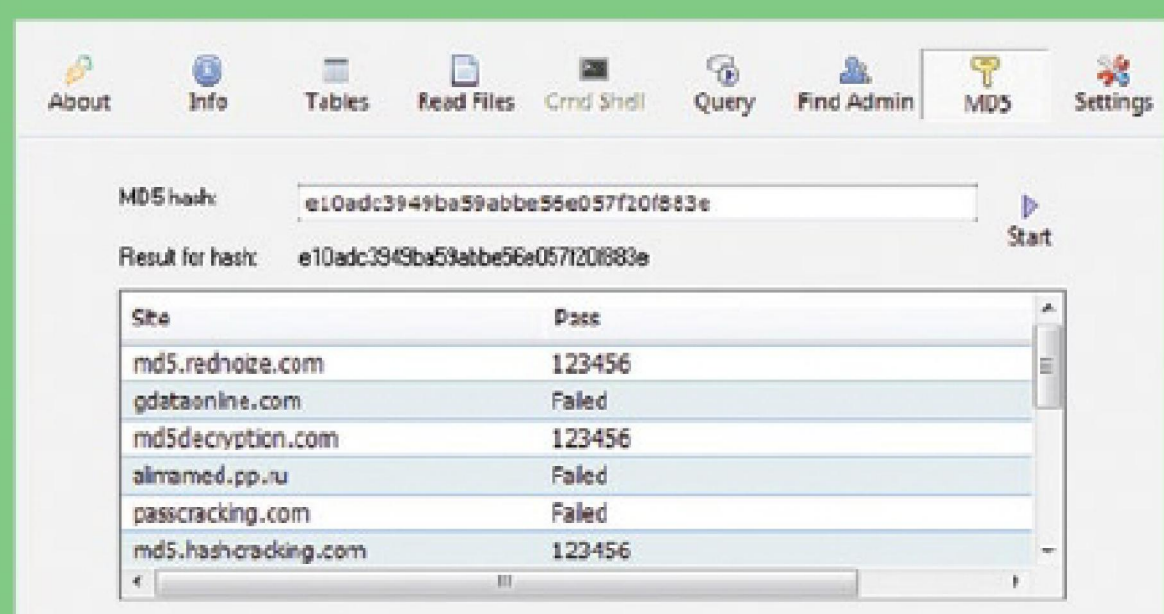 About Info Tables Read Files Cmd Shell Query Find Admin MD5 Settings
MD5 hash: e10adc3949ba59abbe56e057f20f883e
Start
Result for hash: e10adc3949ba59abbe56e057f20f883e
Site Pass
md5.rednoize.com 123456
gdataonline.com Failed
md5decryption.com 123456
alimamed.pp.ru Failed
passcracking.com Failed
md5.hashcracking.com 123456